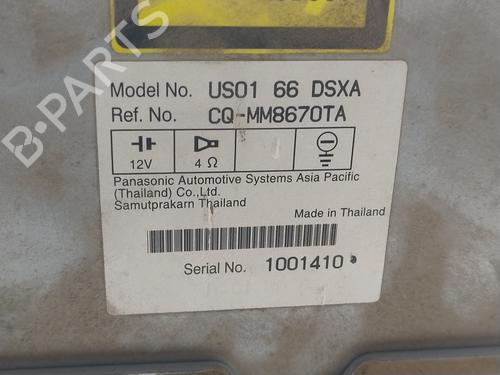 B-PARTS
Model No. US01 66 DSXA
Ref. No. CQ-MM8670TA
12V 4 Ω
Panasonic Automotive Systems Asia Pacific
(Thailand) Co.,Ltd.
Samutprakarn Thailand
Made in Thailand
Serial No. 1001410